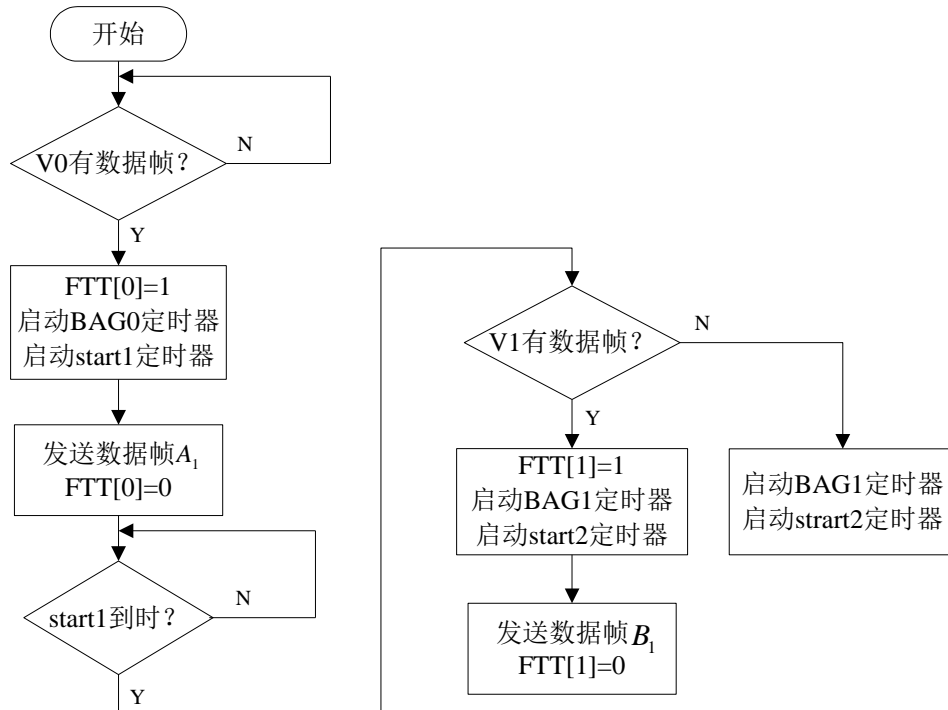 开始
V0有数据帧？
N
Y
FTT[0]=1
启动BAG0定时器
启动start1定时器
发送数据帧A₁
FTT[0]=0
start1到时？
N
Y
V1有数据帧？
N
Y
FTT[1]=1
启动BAG1定时器
启动start2定时器
启动BAG1定时器
启动strart2定时器
发送数据帧B₁
FTT[1]=0